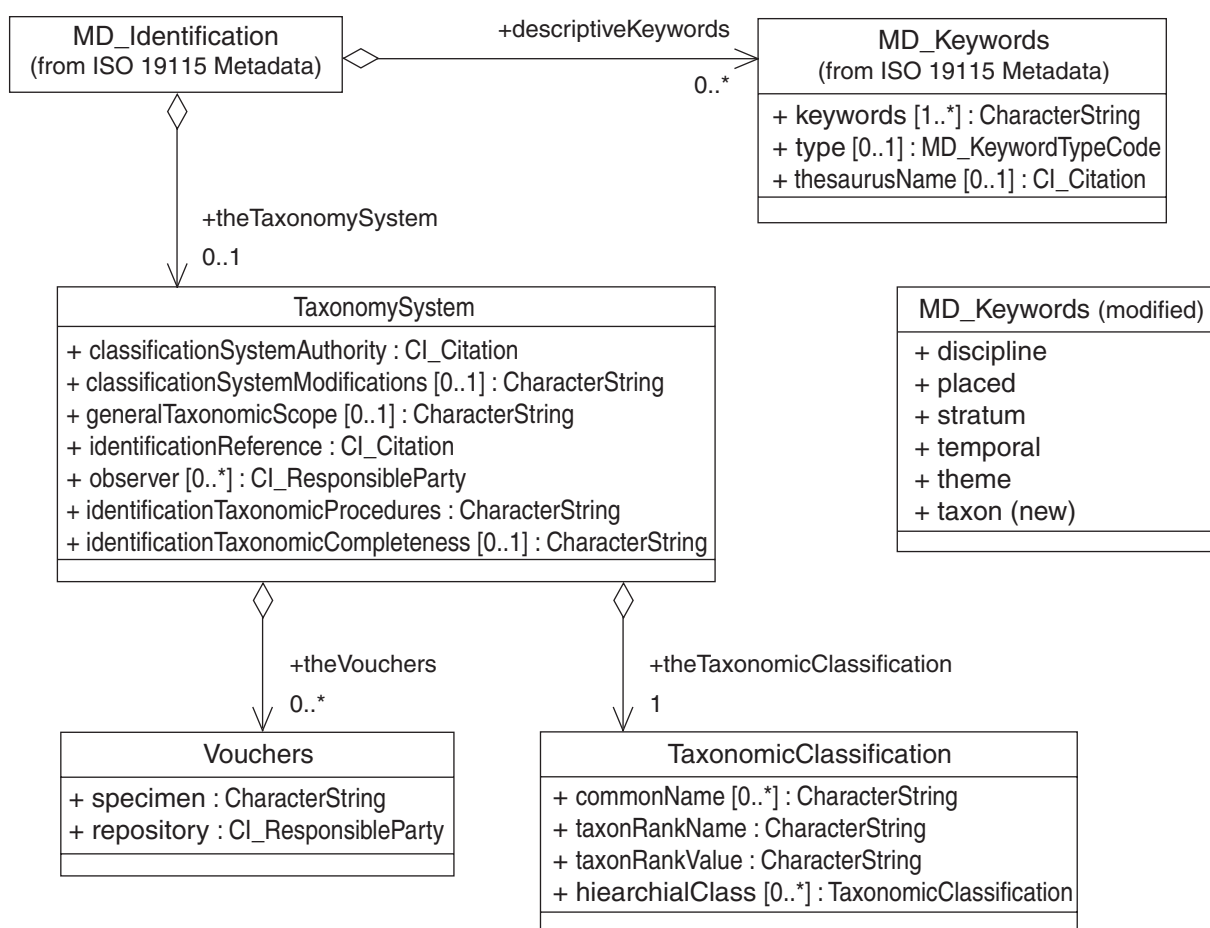 MD_Identification
(from ISO 19115 Metadata)
+descriptiveKeywords
0..*
MD_Keywords
(from ISO 19115 Metadata)
+ keywords [1..*] : CharacterString
+ type [0..1] : MD_KeywordTypeCode
+ thesaurusName [0..1] : CI_Citation
+theTaxonomySystem
0..1
TaxonomySystem
+ classificationSystemAuthority : CI_Citation
+ classificationSystemModifications [0..1] : CharacterString
+ generalTaxonomicScope [0..1] : CharacterString
+ identificationReference : CI_Citation
+ observer [0..*] : CI_ResponsibleParty
+ identificationTaxonomicProcedures : CharacterString
+ identificationTaxonomicCompleteness [0..1] : CharacterString
MD_Keywords (modified)
+ discipline
+ placed
+ stratum
+ temporal
+ theme
+ taxon (new)
+theVouchers
0..*
+theTaxonomicClassification
1
Vouchers
+ specimen : CharacterString
+ repository : CI_ResponsibleParty
TaxonomicClassification
+ commonName [0..*] : CharacterString
+ taxonRankName : CharacterString
+ taxonRankValue : CharacterString
+ hiearchialClass [0..*] : TaxonomicClassification